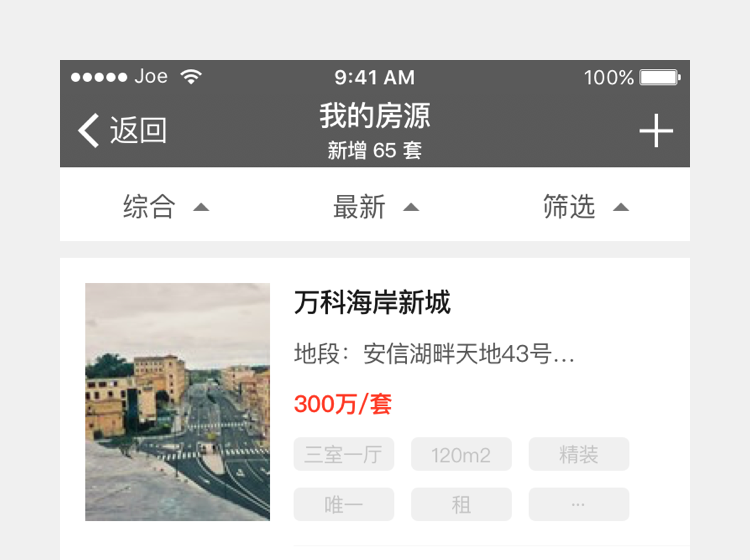 Joe 9:41 AM 100%
返回 我的房源
新增 65 套
综合 最新 筛选
万科海岸新城
地段：安信湖畔天地43号...
300万/套
三室一厅 120m2 精装
唯一 租 ...